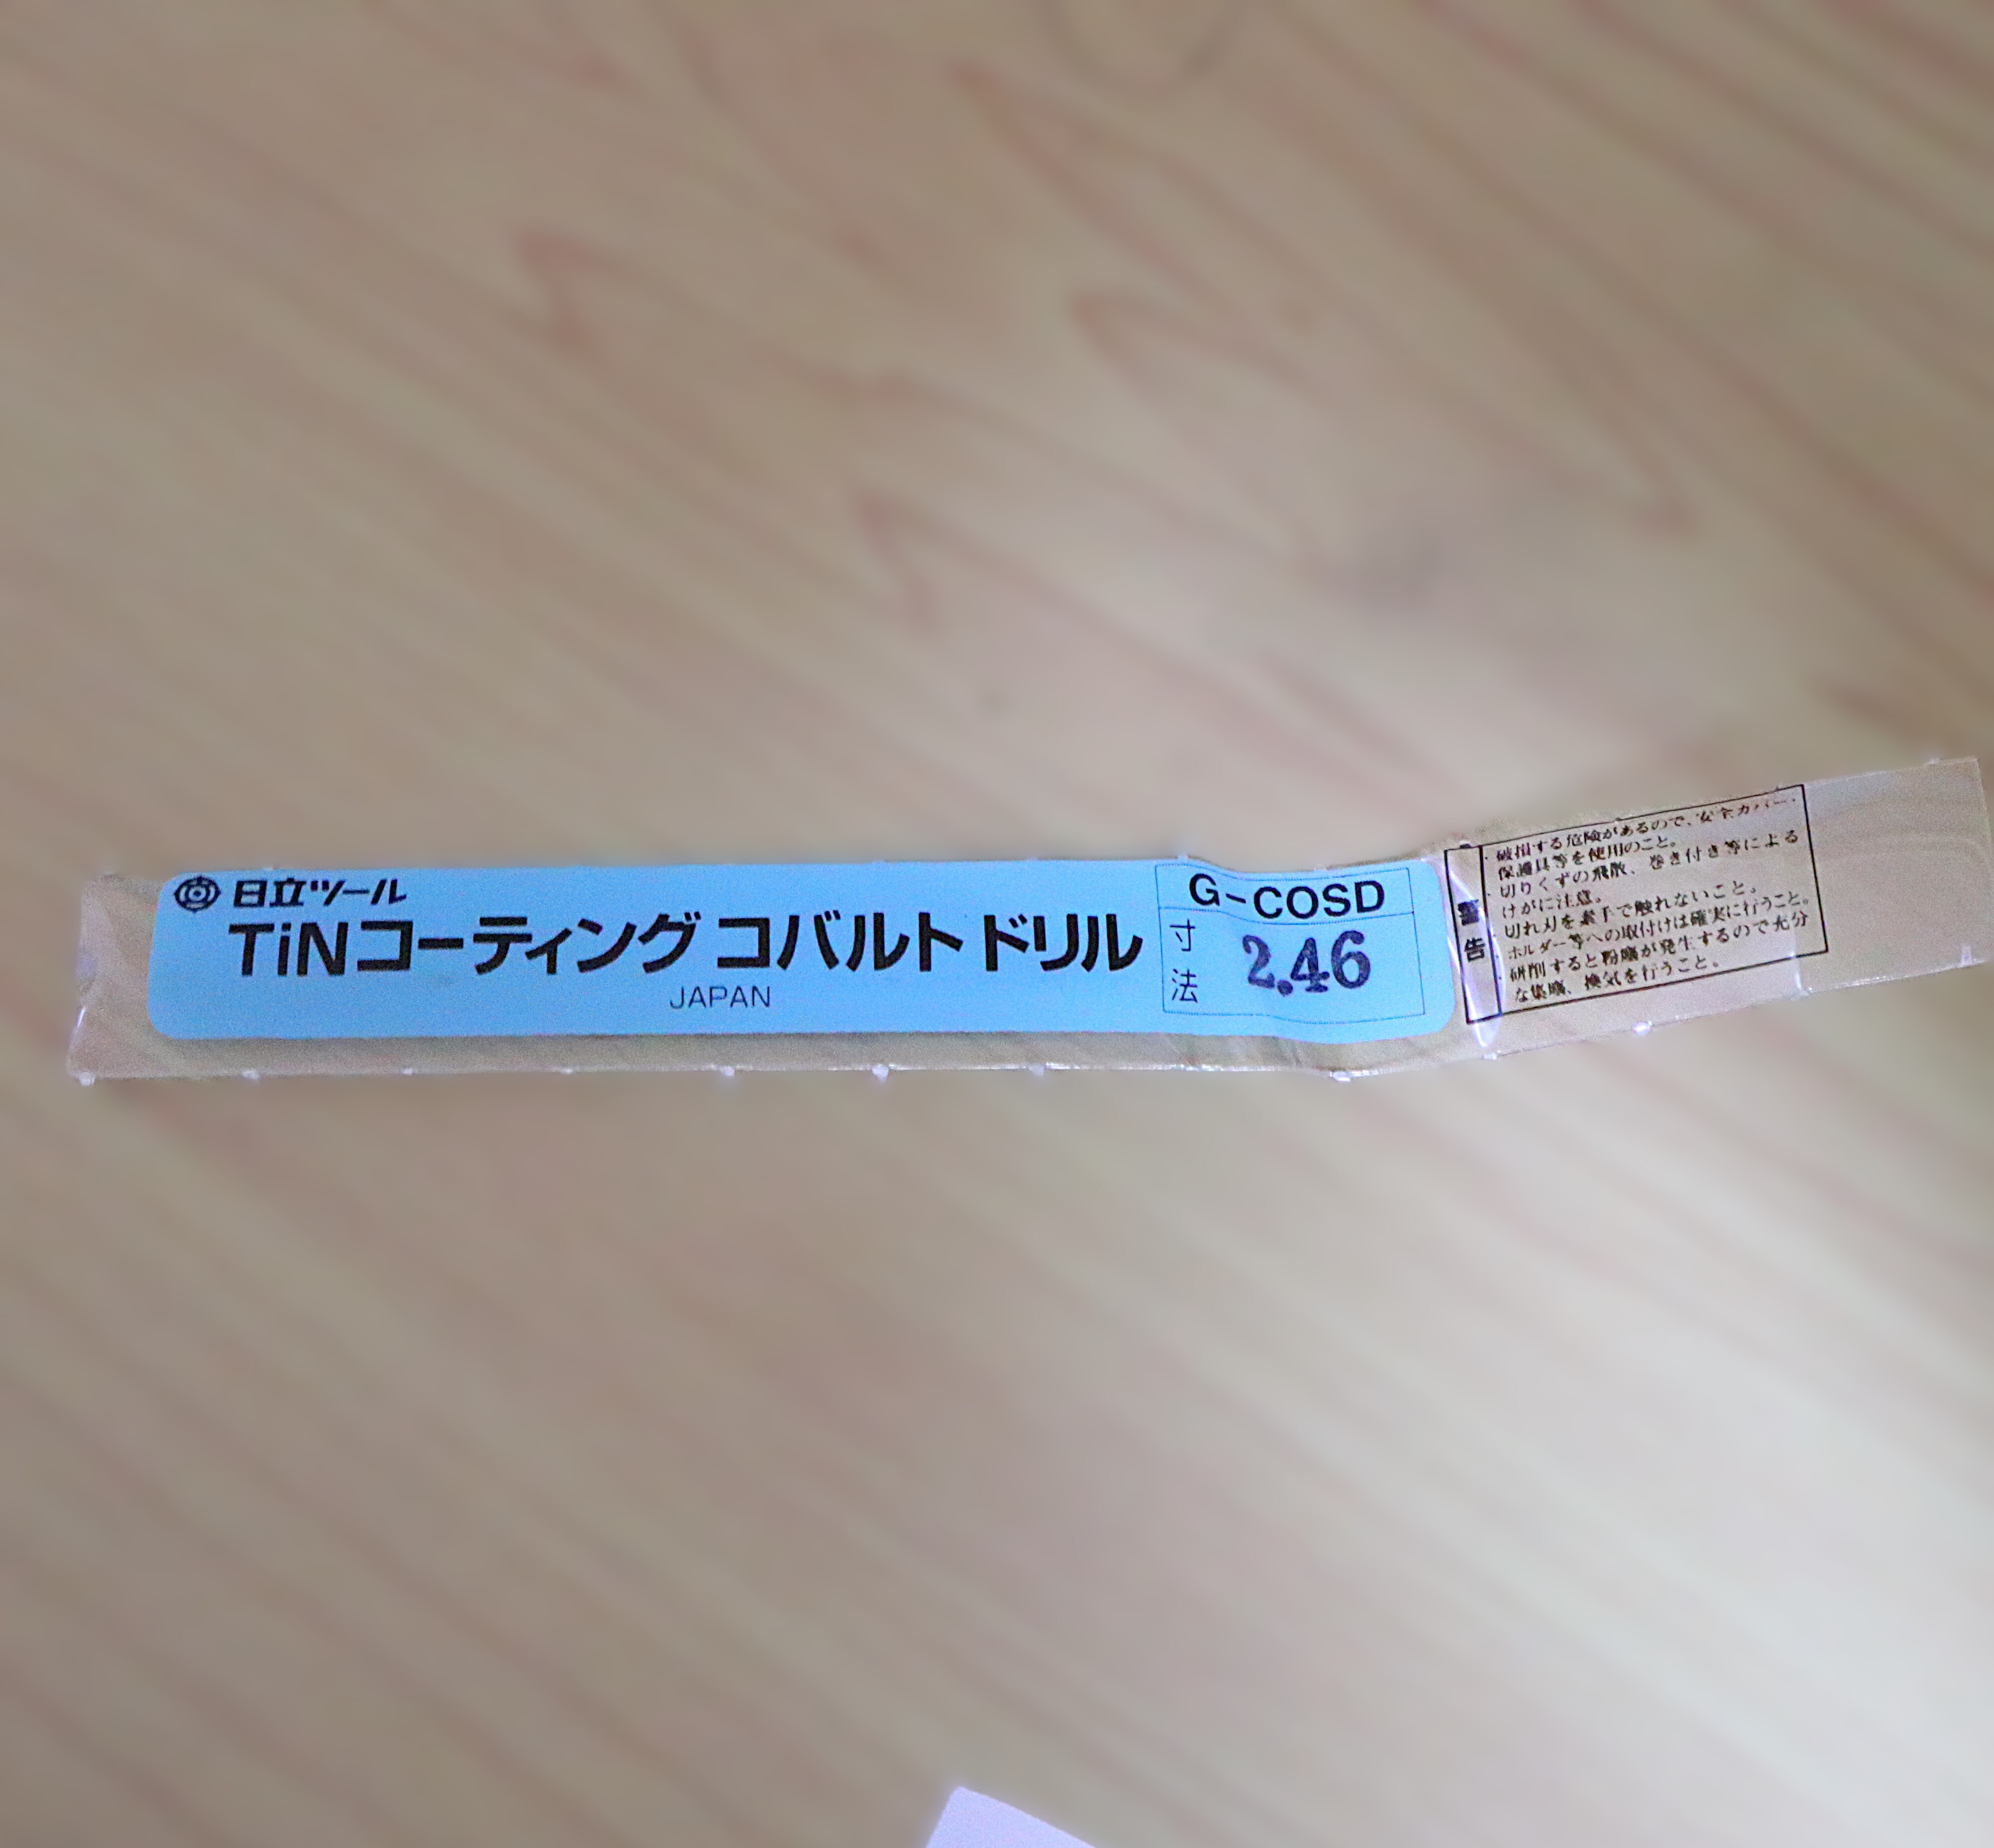 日立ツール
TiNコーティング コバルト ドリル
JAPAN
G-COSD
寸法
2.46
警告
・破損する危険があるので、安全カバー・
保護具等を使用のこと。
・切りくずの飛散、巻き付き等による
けがに注意。
・切れ刃を素手で触れないこと。
・ホルダー等への取付けは確実に行うこと。
・研削すると粉塵が発生するので充分
な集塵、換気を行うこと。